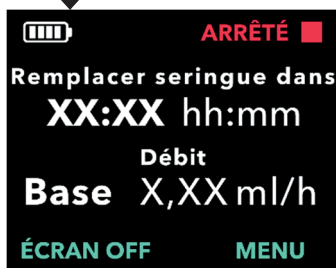 ARRÊTÉ
Remplacer seringue dans
XX:XX hh:mm
Débit
Base X,XX ml/h
ÉCRAN OFF MENU